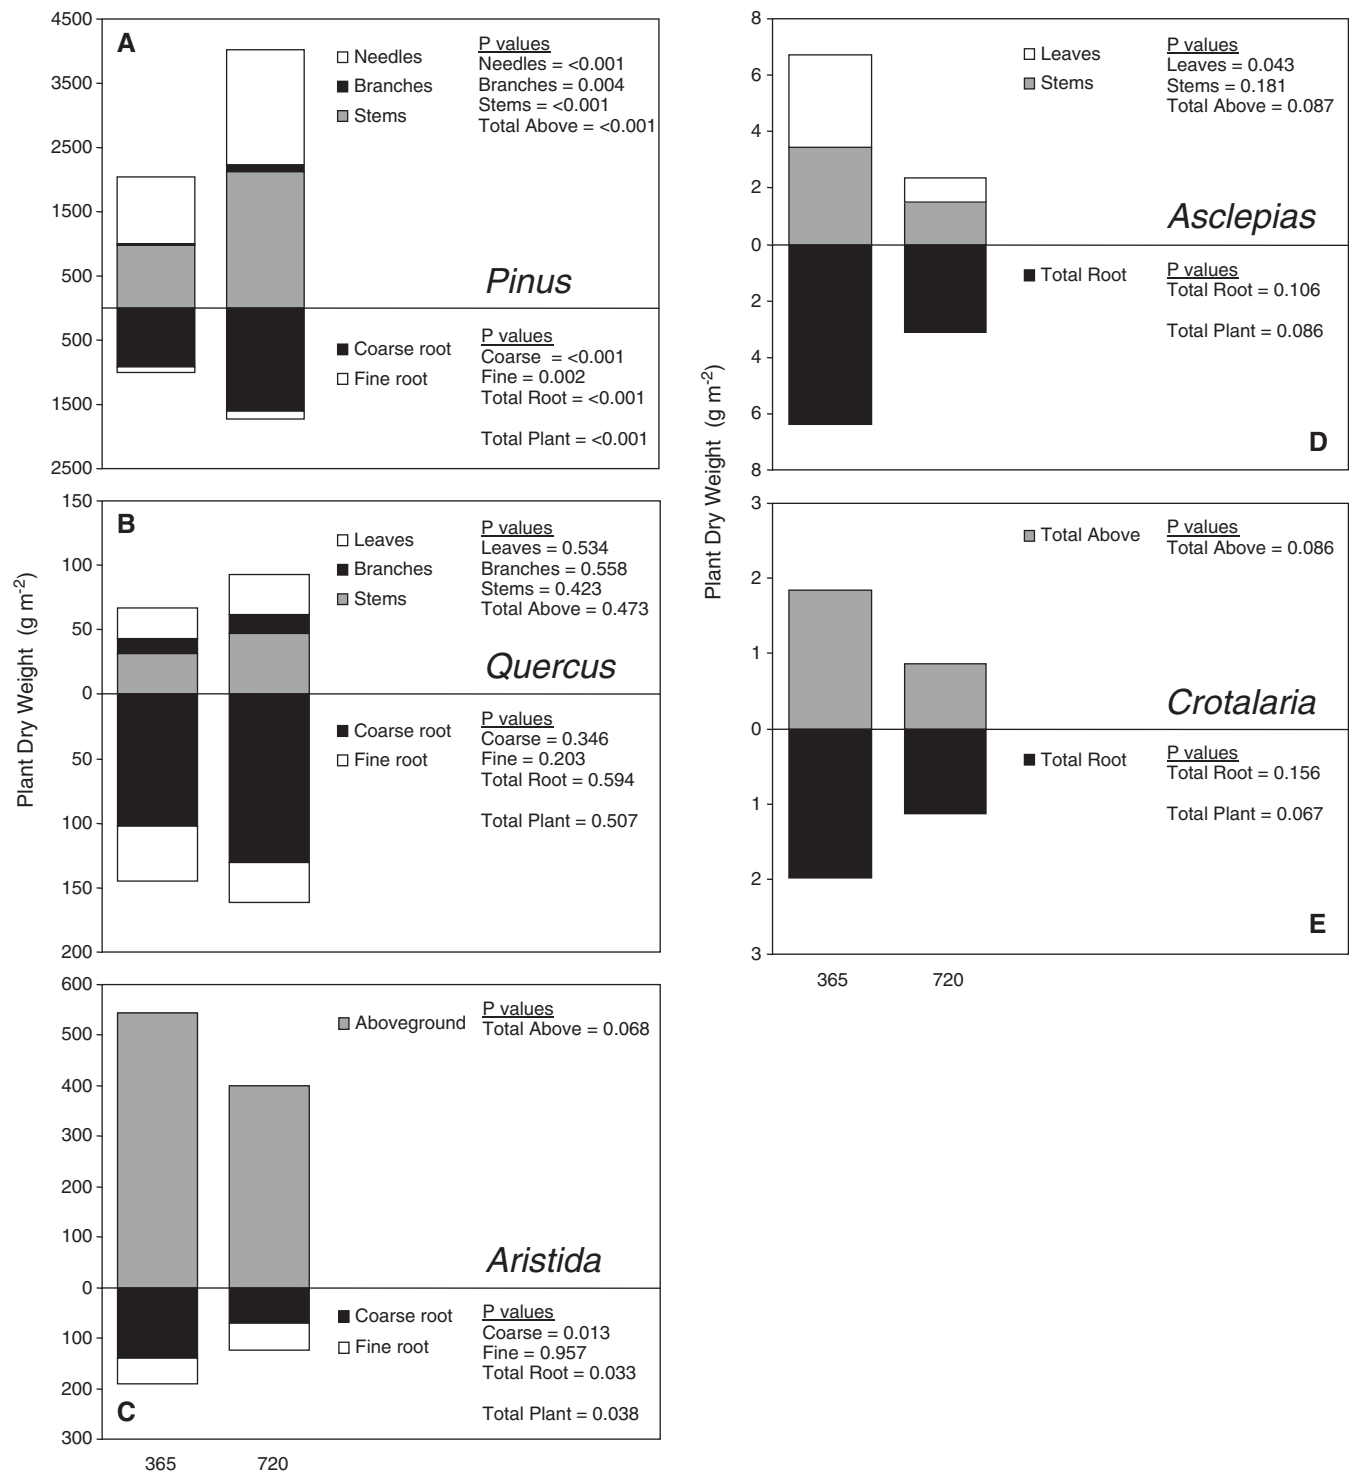 Plant Dry Weight (g m-2)
4500
3500
2500
1500
500
500
1500
2500
A
Needles
Branches
Stems
P values
Needles = <0.001
Branches = 0.004
Stems = <0.001
Total Above = <0.001
Pinus
Coarse root
Fine root
P values
Coarse = <0.001
Fine = 0.002
Total Root = <0.001
Total Plant = <0.001
150
100
50
0
50
100
150
200
B
Leaves
Branches
Stems
P values
Leaves = 0.534
Branches = 0.558
Stems = 0.423
Total Above = 0.473
Quercus
Coarse root
Fine root
P values
Coarse = 0.346
Fine = 0.203
Total Root = 0.594
Total Plant = 0.507
600
500
400
300
200
100
0
100
200
300
Aboveground
P values
Total Above = 0.068
Aristida
Coarse root
Fine root
P values
Coarse = 0.013
Fine = 0.957
Total Root = 0.033
Total Plant = 0.038
C
365 720
Plant Dry Weight (g m-2)
8
6
4
2
0
2
4
6
8
Leaves
Stems
P values
Leaves = 0.043
Stems = 0.181
Total Above = 0.087
Asclepias
Total Root
P values
Total Root = 0.106
Total Plant = 0.086
D
3
2
1
0
1
2
3
Total Above
P values
Total Above = 0.086
Crotalaria
Total Root
P values
Total Root = 0.156
Total Plant = 0.067
E
365 720